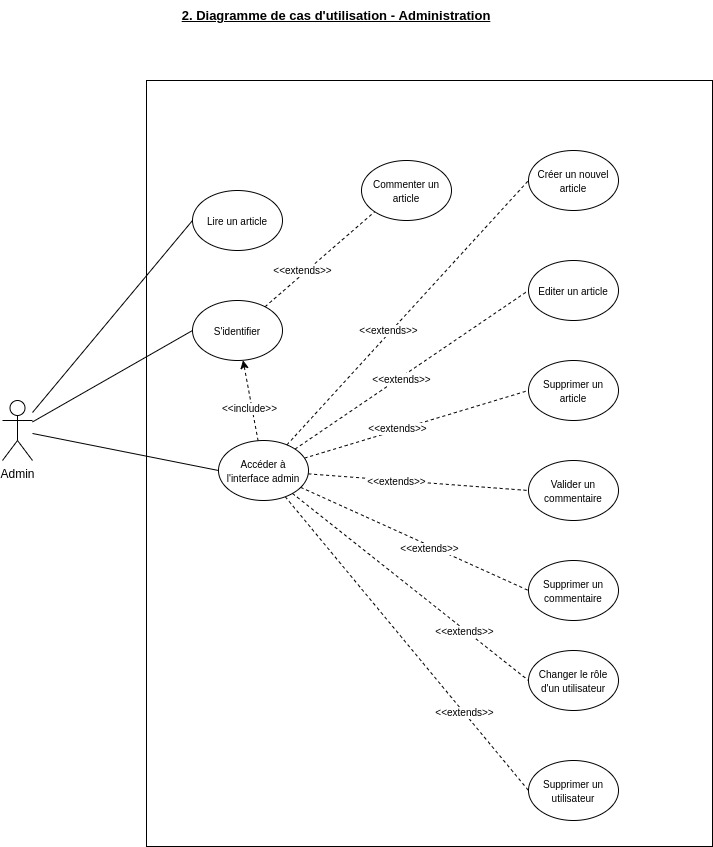 2. Diagramme de cas d'utilisation - Administration
Créer un nouvel
article
Commenter un
article
Lire un article
<<extends>>
Editer un article
S'identifier
<<extends>>
<<extends>>
Supprimer un
article
<<include>>
<<extends>>
Admin
Accéder à
l'interface admin
<<extends>>
Valider un
commentaire
<<extends>>
Supprimer un
commentaire
<<extends>>
Changer le rôle
d'un utilisateur
<<extends>>
Supprimer un
utilisateur